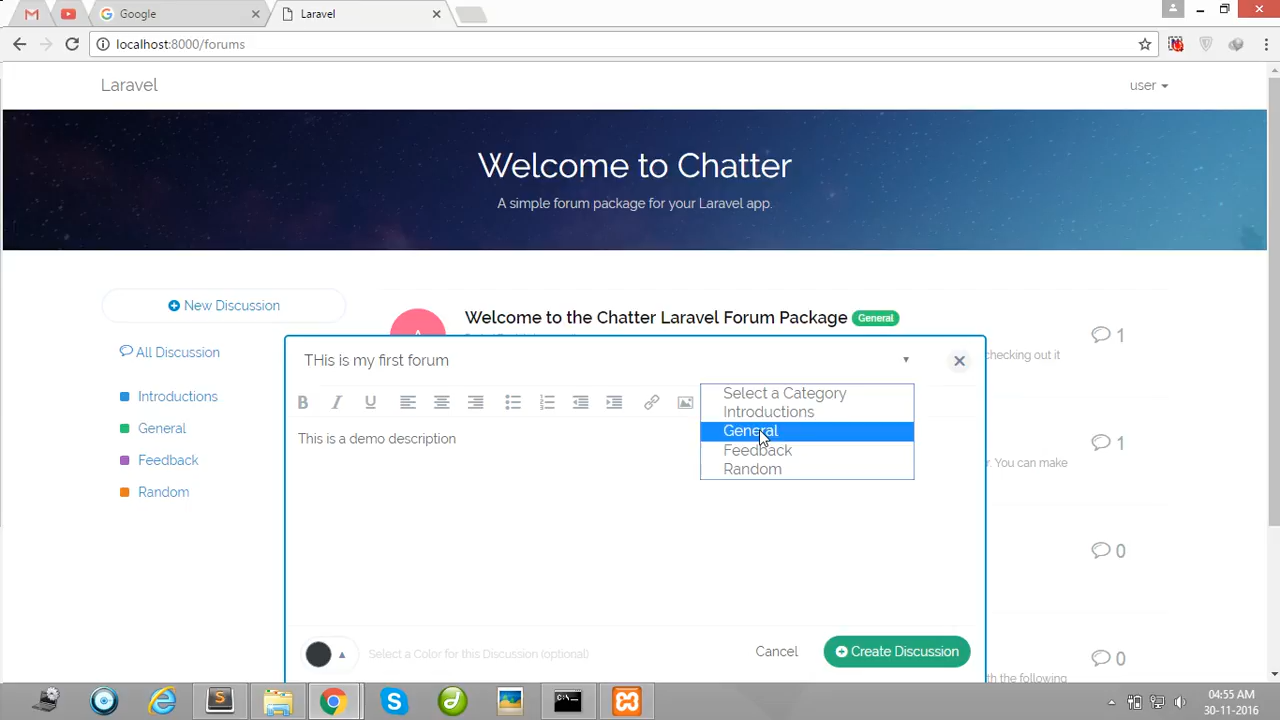 Google
Laravel
localhost:8000/forums
Laravel
user
Welcome to Chatter
A simple forum package for your Laravel app.
New Discussion
Welcome to the Chatter Laravel Forum Package General
1
checking out it
All Discussion
THis is my first forum
Introductions
Select a Category
Introductions
General
Feedback
Random
General
This is a demo description
1
Feedback
r. You can make
Random
0
Select a Color for this Discussion (optional)
Cancel
Create Discussion
0
ith the following
04:55 AM
30-11-2016